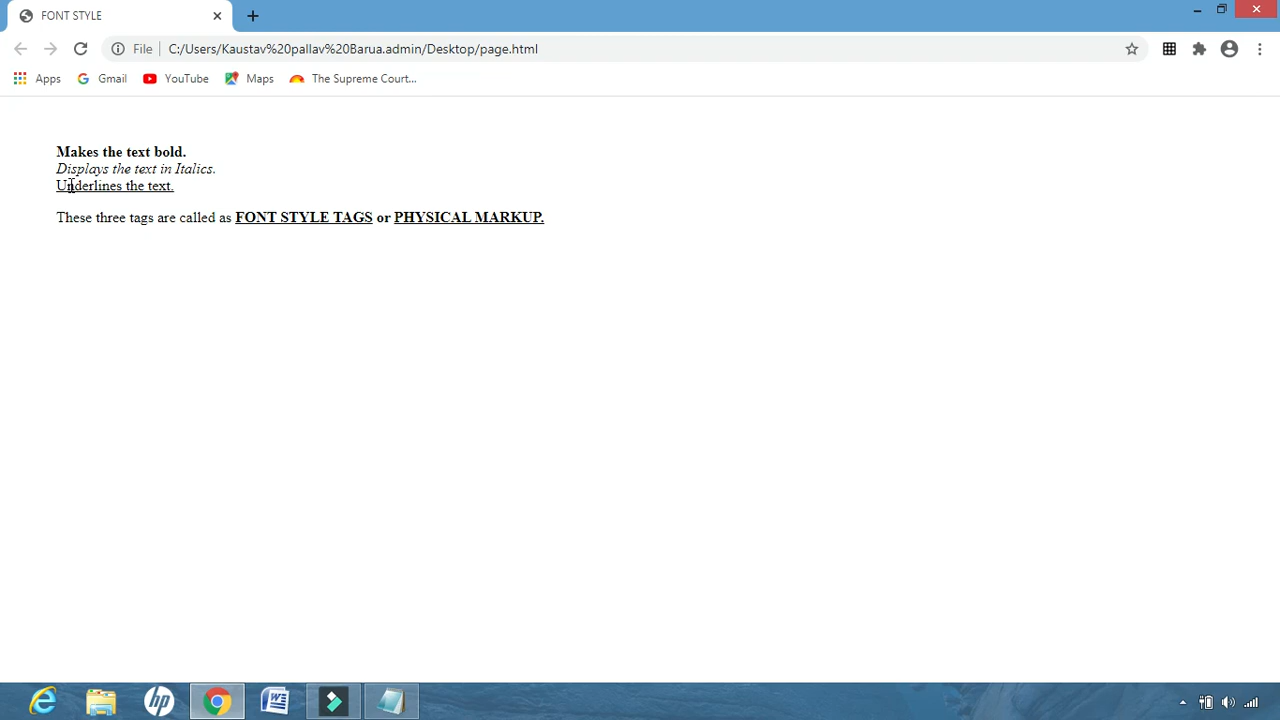 FONT STYLE
File C:/Users/Kaustav%20pallav%20Barua.admin/Desktop/page.html
Apps Gmail YouTube Maps The Supreme Court...
Makes the text bold.
Displays the text in Italics.
Underlines the text.
These three tags are called as FONT STYLE TAGS or PHYSICAL MARKUP.